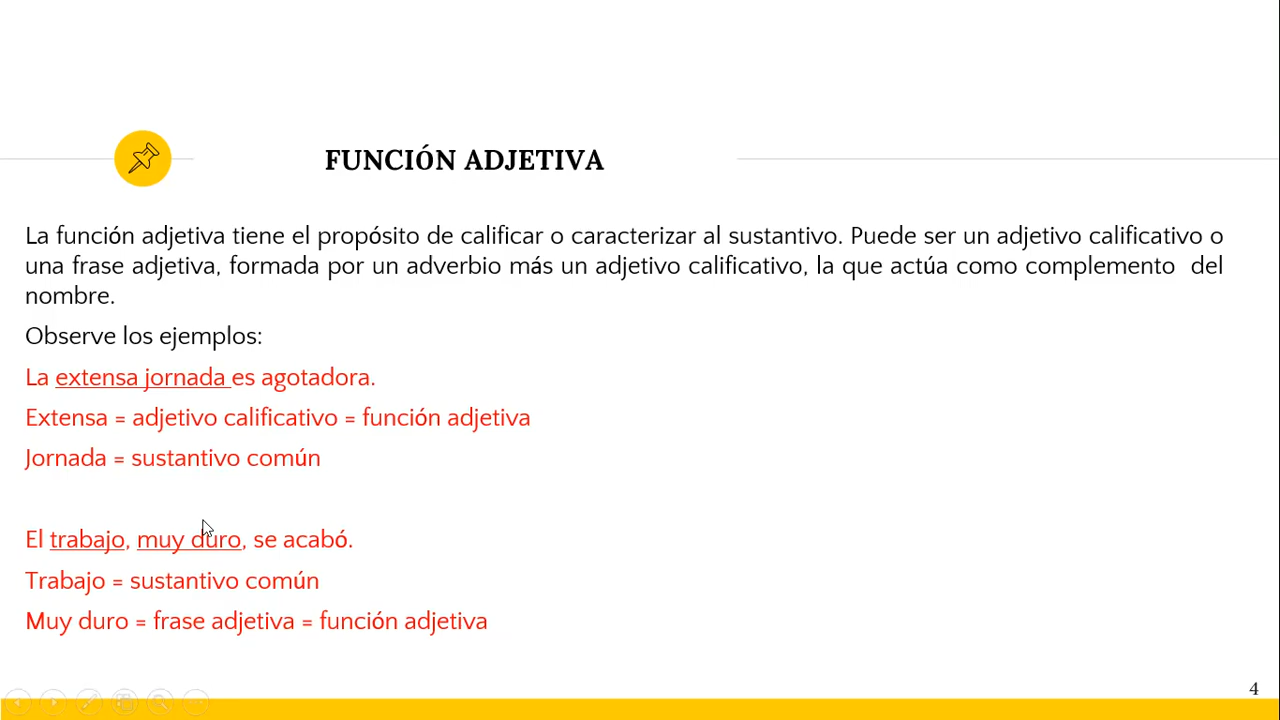 FUNCIÓN ADJETIVA
La función adjetiva tiene el propósito de calificar o caracterizar al sustantivo. Puede ser un adjetivo calificativo o
una frase adjetiva, formada por un adverbio más un adjetivo calificativo, la que actúa como complemento del
nombre.
Observe los ejemplos:
La extensa jornada es agotadora.
Extensa = adjetivo calificativo = función adjetiva
Jornada = sustantivo común
El trabajo, muy duro, se acabó.
Trabajo = sustantivo común
Muy duro = frase adjetiva = función adjetiva
4